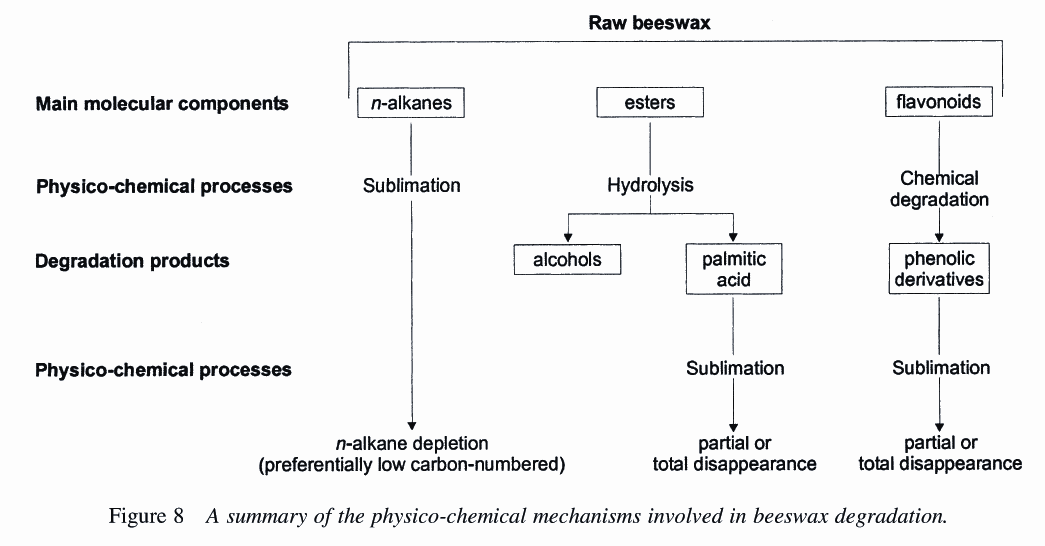 Raw beeswax
Main molecular components
n-alkanes
esters
flavonoids
Physico-chemical processes
Sublimation
Hydrolysis
Chemical
degradation
Degradation products
alcohols
palmitic
acid
phenolic
derivatives
Physico-chemical processes
Sublimation
Sublimation
n-alkane depletion
(preferentially low carbon-numbered)
partial or
total disappearance
partial or
total disappearance
Figure 8 A summary of the physico-chemical mechanisms involved in beeswax degradation.